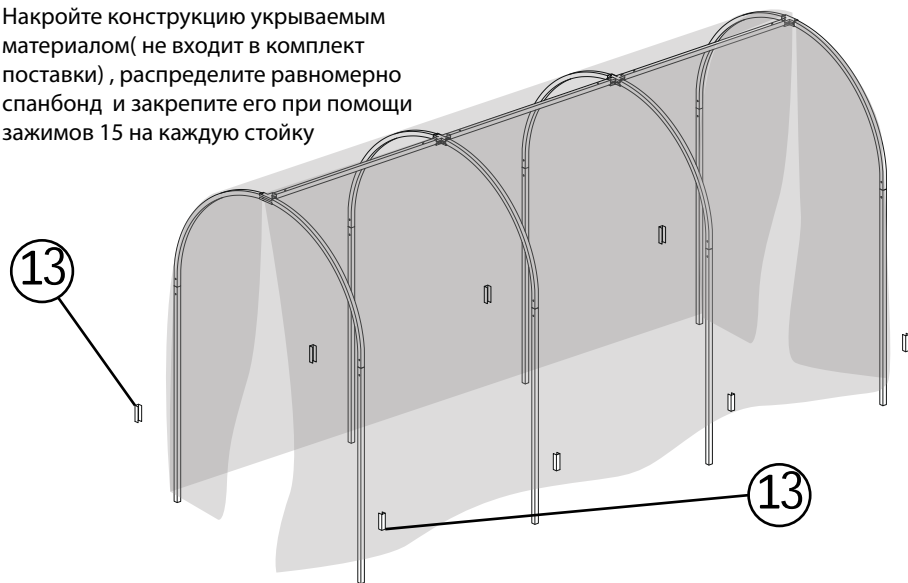 Накройте конструкцию укрываемым
материалом( не входит в комплект
поставки) , распределите равномерно
спанбонд  и закрепите его при помощи
зажимов 15 на каждую стойку
13
13